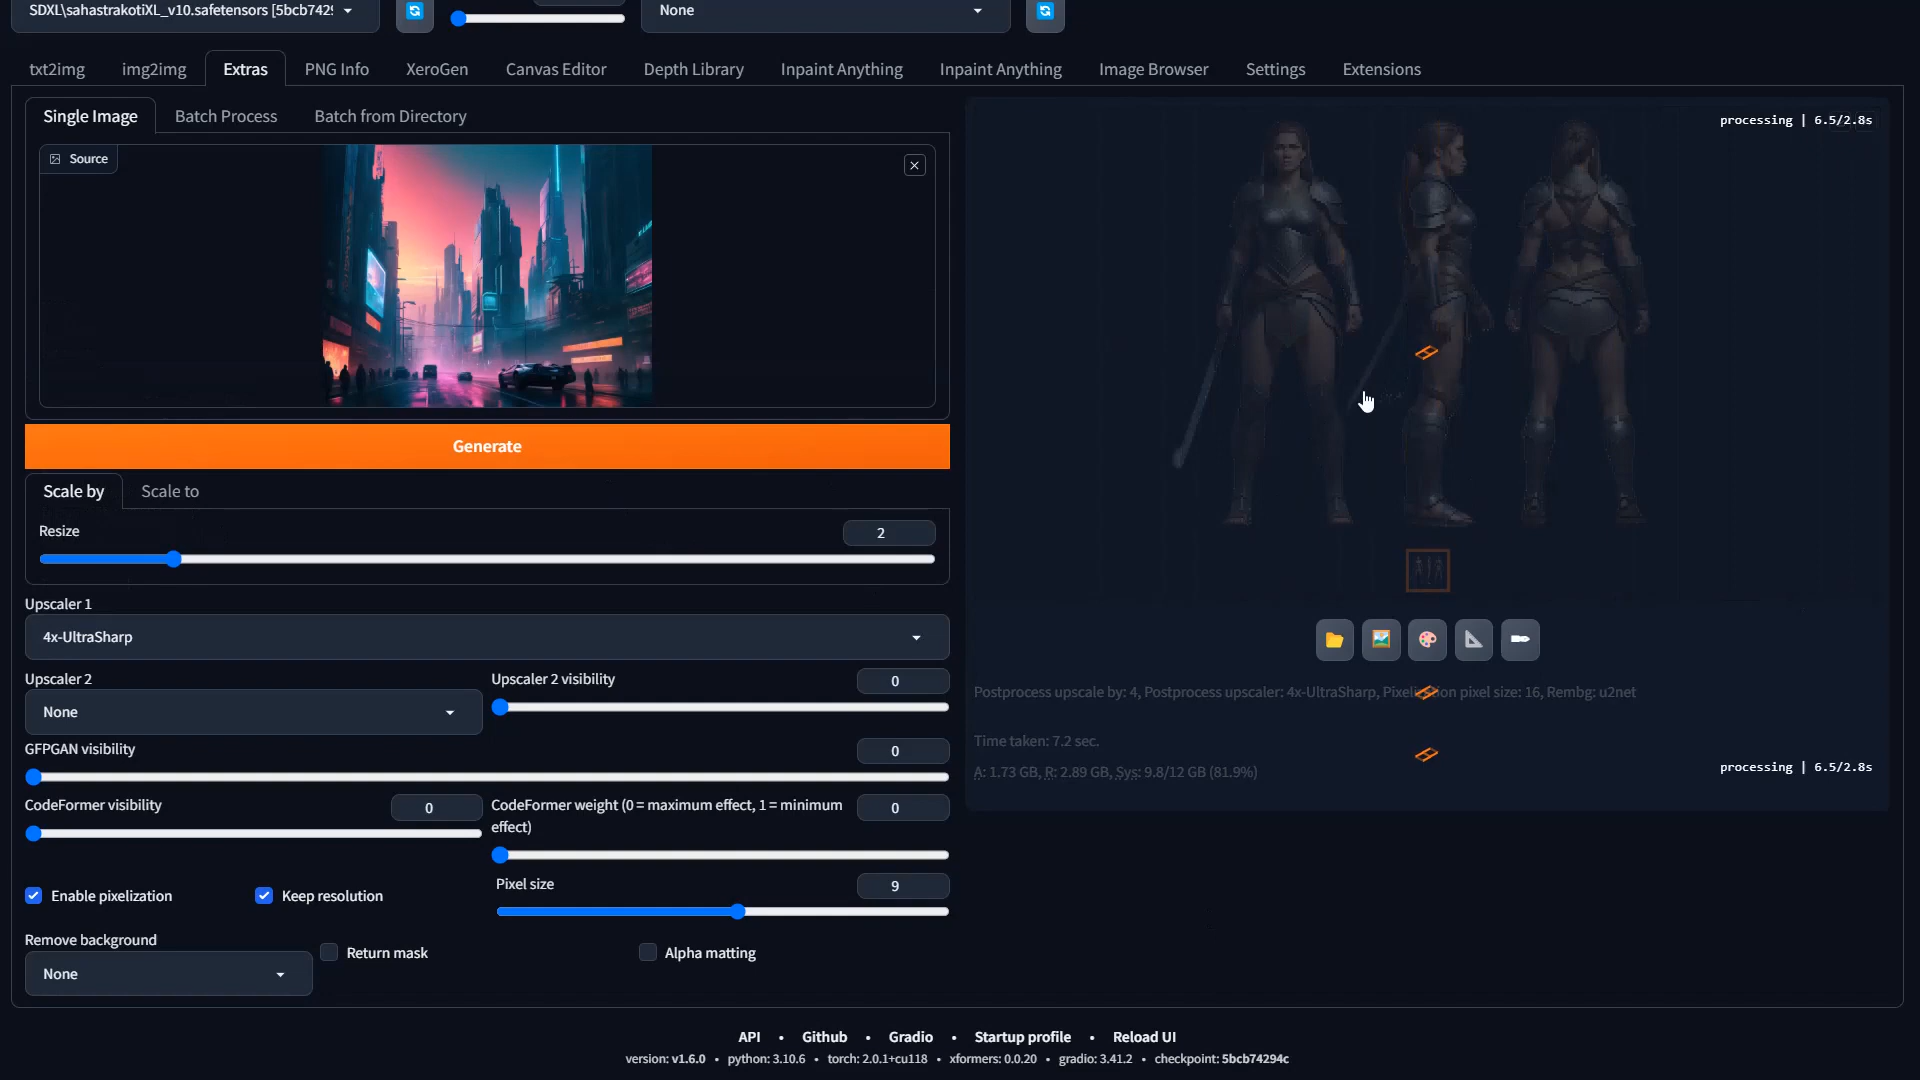 SDXL\sahastrakotiXL_v10.safetensors [5bcb742!
None
txt2img
img2img
Extras
PNG Info
XeroGen
Canvas Editor
Depth Library
Inpaint Anything
Inpaint Anything
Image Browser
Settings
Extensions
Single Image
Batch Process
Batch from Directory
Source
processing | 6.5/2.8s
Generate
Scale by
Scale to
Resize
2
Upscaler 1
4x-UltraSharp
Upscaler 2
None
Upscaler 2 visibility
0
GFPGAN visibility
0
CodeFormer visibility
0
CodeFormer weight (0 = maximum effect, 1 = minimum
effect)
0
Enable pixelization
Keep resolution
Pixel size
9
Remove background
None
Return mask
Alpha matting
Postprocess upscale by: 4, Postprocess upscaler: 4x-UltraSharp, Pixelization pixel size: 16, Rembg: u2net
Time taken: 7.2 sec.
A: 1.73 GB, R: 2.89 GB, Sys: 9.8/12 GB (81.9%)
processing | 6.5/2.8s
API • Github • Gradio • Startup profile • Reload UI
version: v1.6.0 • python: 3.10.6 • torch: 2.0.1+cu118 • xformers: 0.0.20 • gradio: 3.41.2 • checkpoint: 5bcb74294c